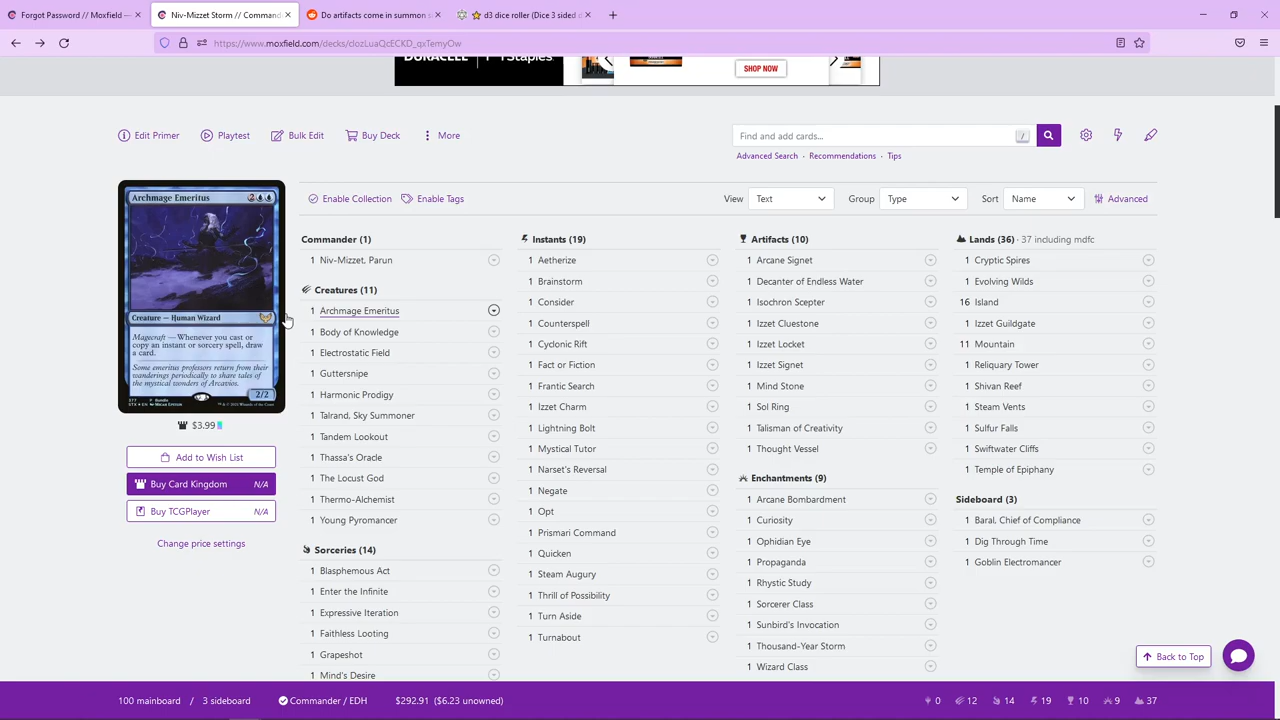 Forgot Password // Moxfield —
Niv-Mizzet Storm // Command
Do artifacts come in summon s
d3 dice roller (Dice 3 sided d
https://www.moxfield.com/decks/clozLuaQcECKD_qxTemyOw
DURACELL
Staples
SHOP NOW
Edit Primer
Playtest
Bulk Edit
Buy Deck
More
Find and add cards...
/
Advanced Search · Recommendations · Tips
Archmage Emeritus 2
Creature — Human Wizard
Magecraft — Whenever you cast or
copy an instant or sorcery spell, draw
a card.
Some emeritus professors return from their
wanderings periodically to share tales of
the mystical wonders of Arcavios.
2/2
$3.99
Add to Wish List
Buy Card Kingdom N/A
Buy TCGPlayer N/A
Change price settings
Enable Collection
Enable Tags
View Text
Group Type
Sort Name
Advanced
Commander (1)
1 Niv-Mizzet, Parun
Creatures (11)
1 Archmage Emeritus
1 Body of Knowledge
1 Electrostatic Field
1 Guttersnipe
1 Harmonic Prodigy
1 Talrand, Sky Summoner
1 Tandem Lookout
1 Thassa's Oracle
1 The Locust God
1 Thermo-Alchemist
1 Young Pyromancer
Sorceries (14)
1 Blasphemous Act
1 Enter the Infinite
1 Expressive Iteration
1 Faithless Looting
1 Grapeshot
1 Mind's Desire
Instants (19)
1 Aetherize
1 Brainstorm
1 Consider
1 Counterspell
1 Cyclonic Rift
1 Fact or Fiction
1 Frantic Search
1 Izzet Charm
1 Lightning Bolt
1 Mystical Tutor
1 Narset's Reversal
1 Negate
1 Opt
1 Prismari Command
1 Quicken
1 Steam Augury
1 Thrill of Possibility
1 Turn Aside
1 Turnabout
Artifacts (10)
1 Arcane Signet
1 Decanter of Endless Water
1 Isochron Scepter
1 Izzet Cluestone
1 Izzet Locket
1 Izzet Signet
1 Mind Stone
1 Sol Ring
1 Talisman of Creativity
1 Thought Vessel
Enchantments (9)
1 Arcane Bombardment
1 Curiosity
1 Ophidian Eye
1 Propaganda
1 Rhystic Study
1 Sorcerer Class
1 Sunbird's Invocation
1 Thousand-Year Storm
1 Wizard Class
Lands (36) · 37 including mdfc
1 Cryptic Spires
1 Evolving Wilds
16 Island
1 Izzet Guildgate
11 Mountain
1 Reliquary Tower
1 Shivan Reef
1 Steam Vents
1 Sulfur Falls
1 Swiftwater Cliffs
1 Temple of Epiphany
Sideboard (3)
1 Baral, Chief of Compliance
1 Dig Through Time
1 Goblin Electromancer
Back to Top
100 mainboard / 3 sideboard
Commander / EDH
$292.91 ($6.23 unowned)
0
12
14
19
10
9
37